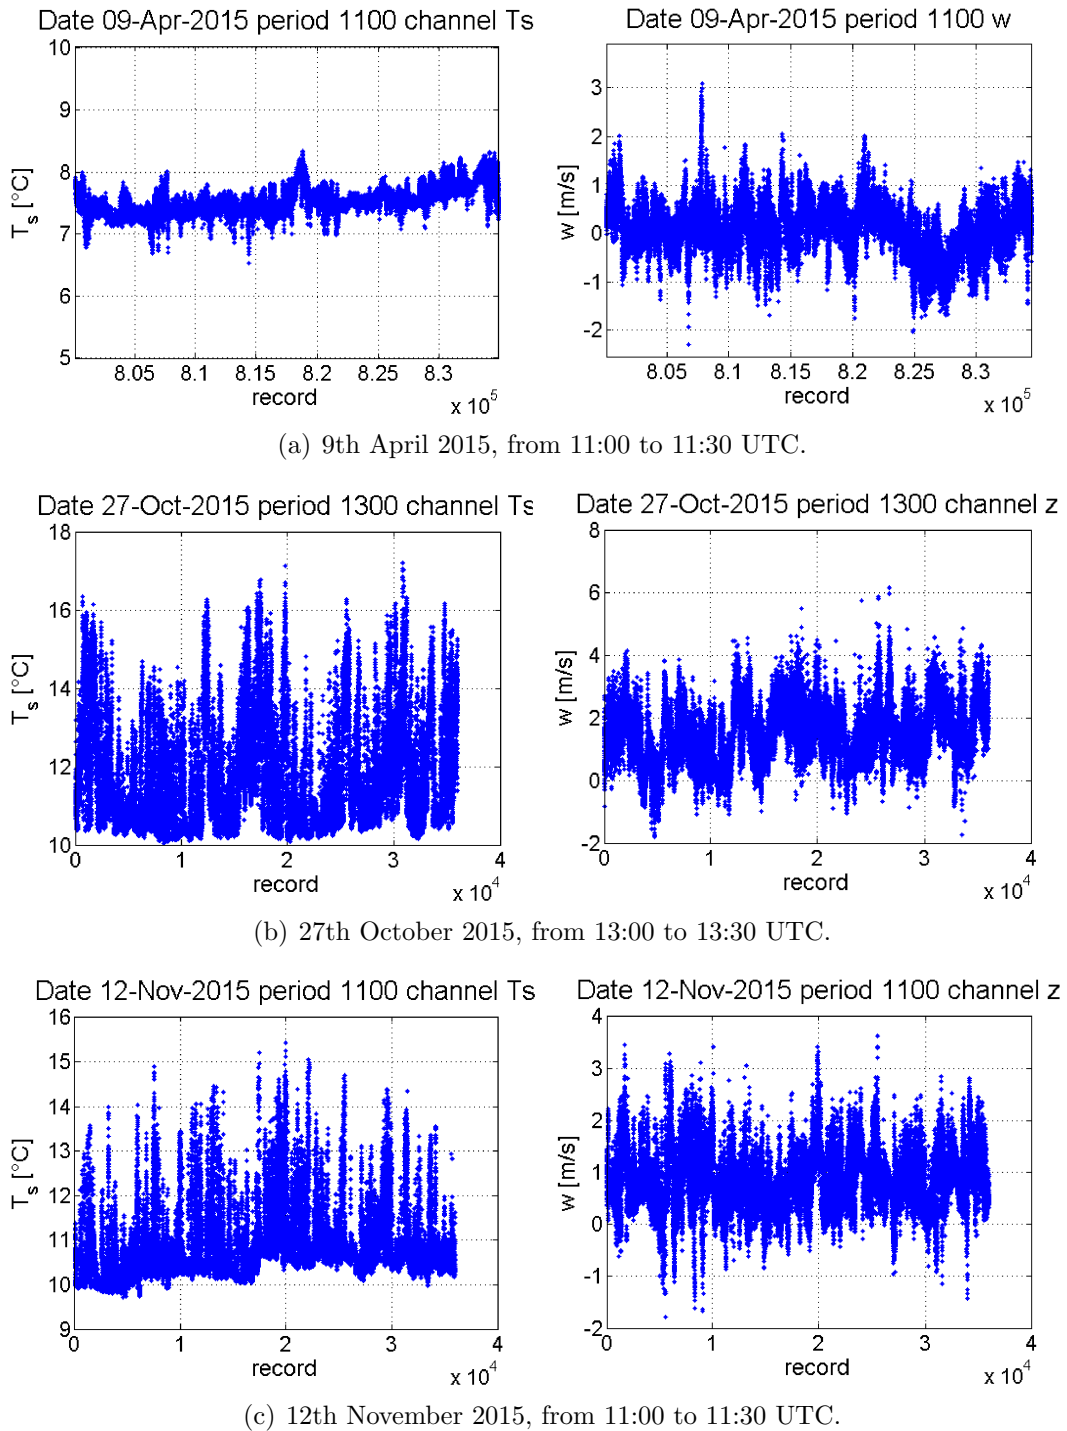 Date 09-Apr-2015 period 1100 channel Ts
Date 09-Apr-2015 period 1100 w
10
9
8
7
6
5
T_s [°C]
8.05 8.1 8.15 8.2 8.25 8.3
record
x 10^5
3
2
1
0
-1
-2
w [m/s]
8.05 8.1 8.15 8.2 8.25 8.3
record
x 10^5
(a) 9th April 2015, from 11:00 to 11:30 UTC.
Date 27-Oct-2015 period 1300 channel Ts
Date 27-Oct-2015 period 1300 channel z
18
16
14
12
10
T_s [°C]
0 1 2 3 4
record
x 10^4
8
6
4
2
0
-2
w [m/s]
0 1 2 3 4
record
x 10^4
(b) 27th October 2015, from 13:00 to 13:30 UTC.
Date 12-Nov-2015 period 1100 channel Ts
Date 12-Nov-2015 period 1100 channel z
16
15
14
13
12
11
10
9
T_s [°C]
0 1 2 3 4
record
x 10^4
4
3
2
1
0
-1
-2
w [m/s]
0 1 2 3 4
record
x 10^4
(c) 12th November 2015, from 11:00 to 11:30 UTC.